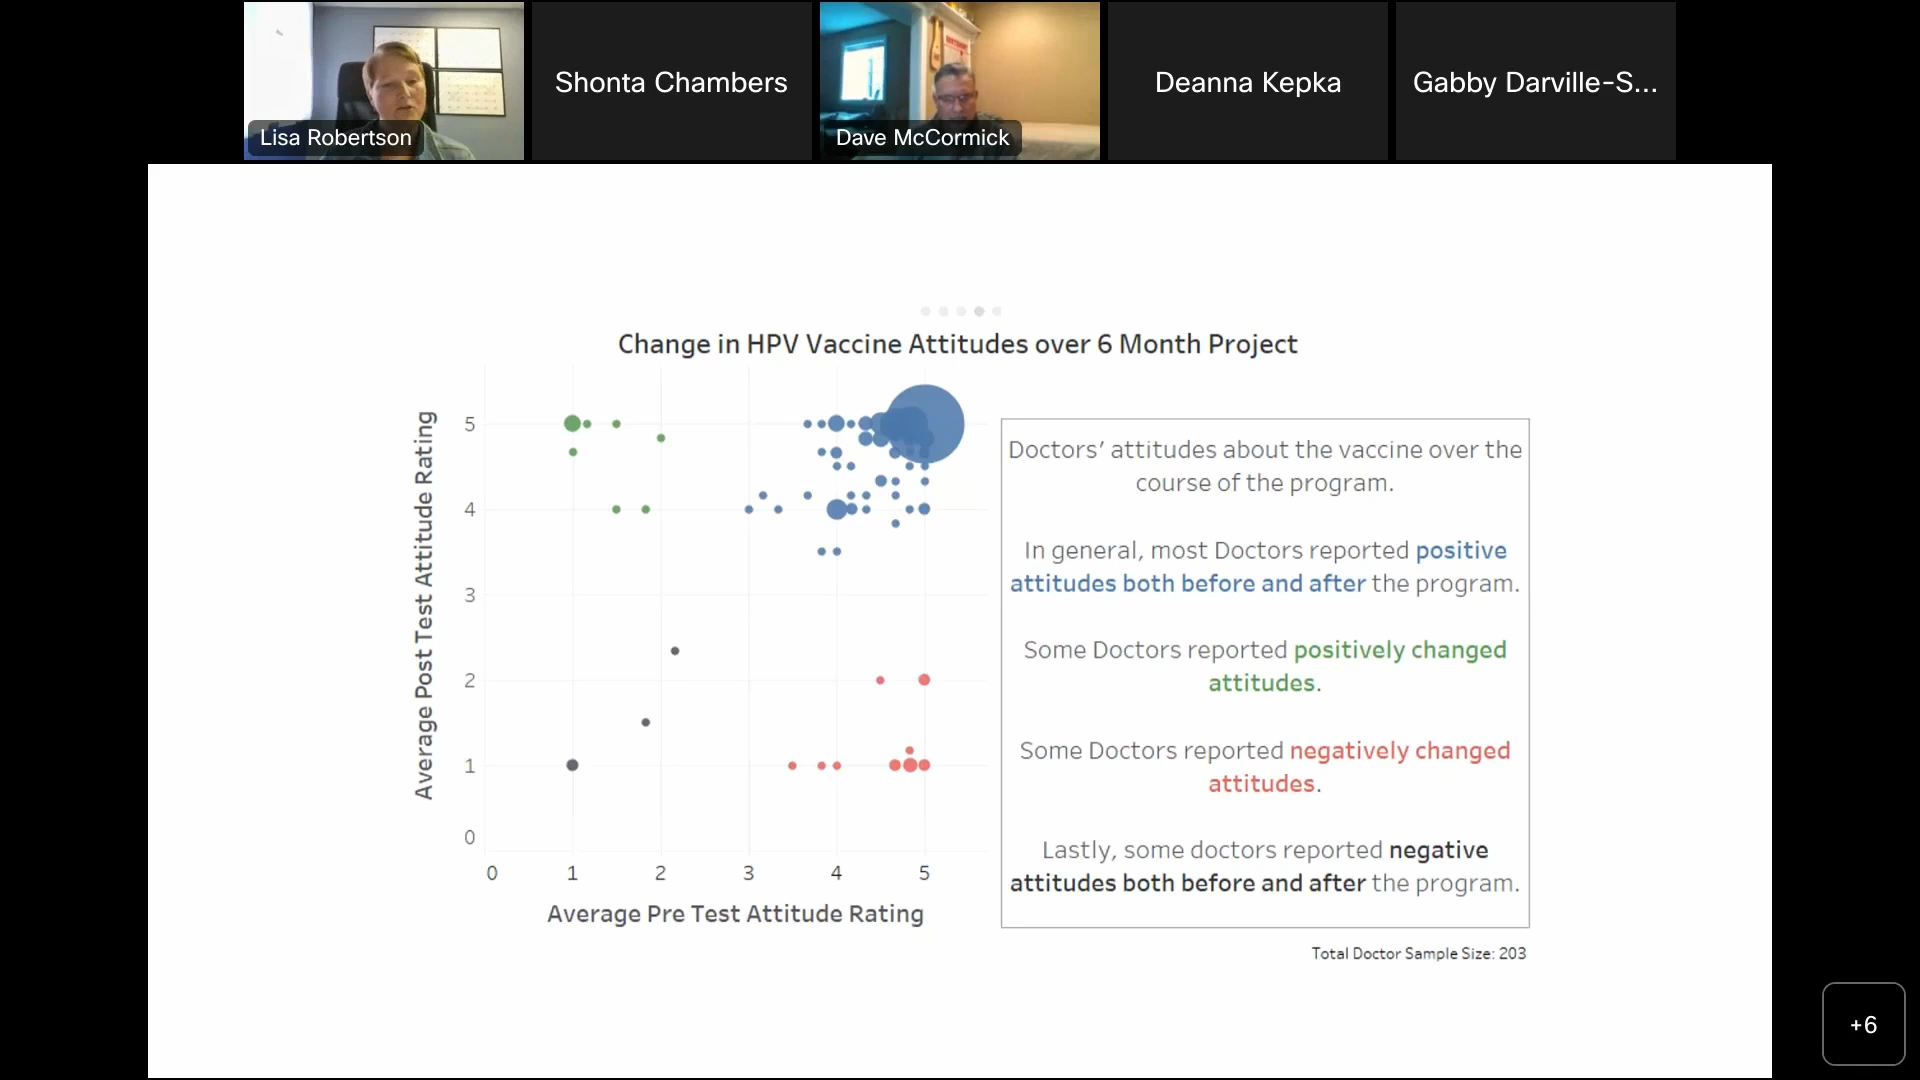 Lisa Robertson
Shonta Chambers
Dave McCormick
Deanna Kepka
Gabby Darville-S...
Change in HPV Vaccine Attitudes over 6 Month Project
Average Post Test Attitude Rating
5
4
3
2
1
0
0 1 2 3 4 5
Average Pre Test Attitude Rating
Doctors’ attitudes about the vaccine over the
course of the program.
In general, most Doctors reported positive
attitudes both before and after the program.
Some Doctors reported positively changed
attitudes.
Some Doctors reported negatively changed
attitudes.
Lastly, some doctors reported negative
attitudes both before and after the program.
Total Doctor Sample Size: 203
+6